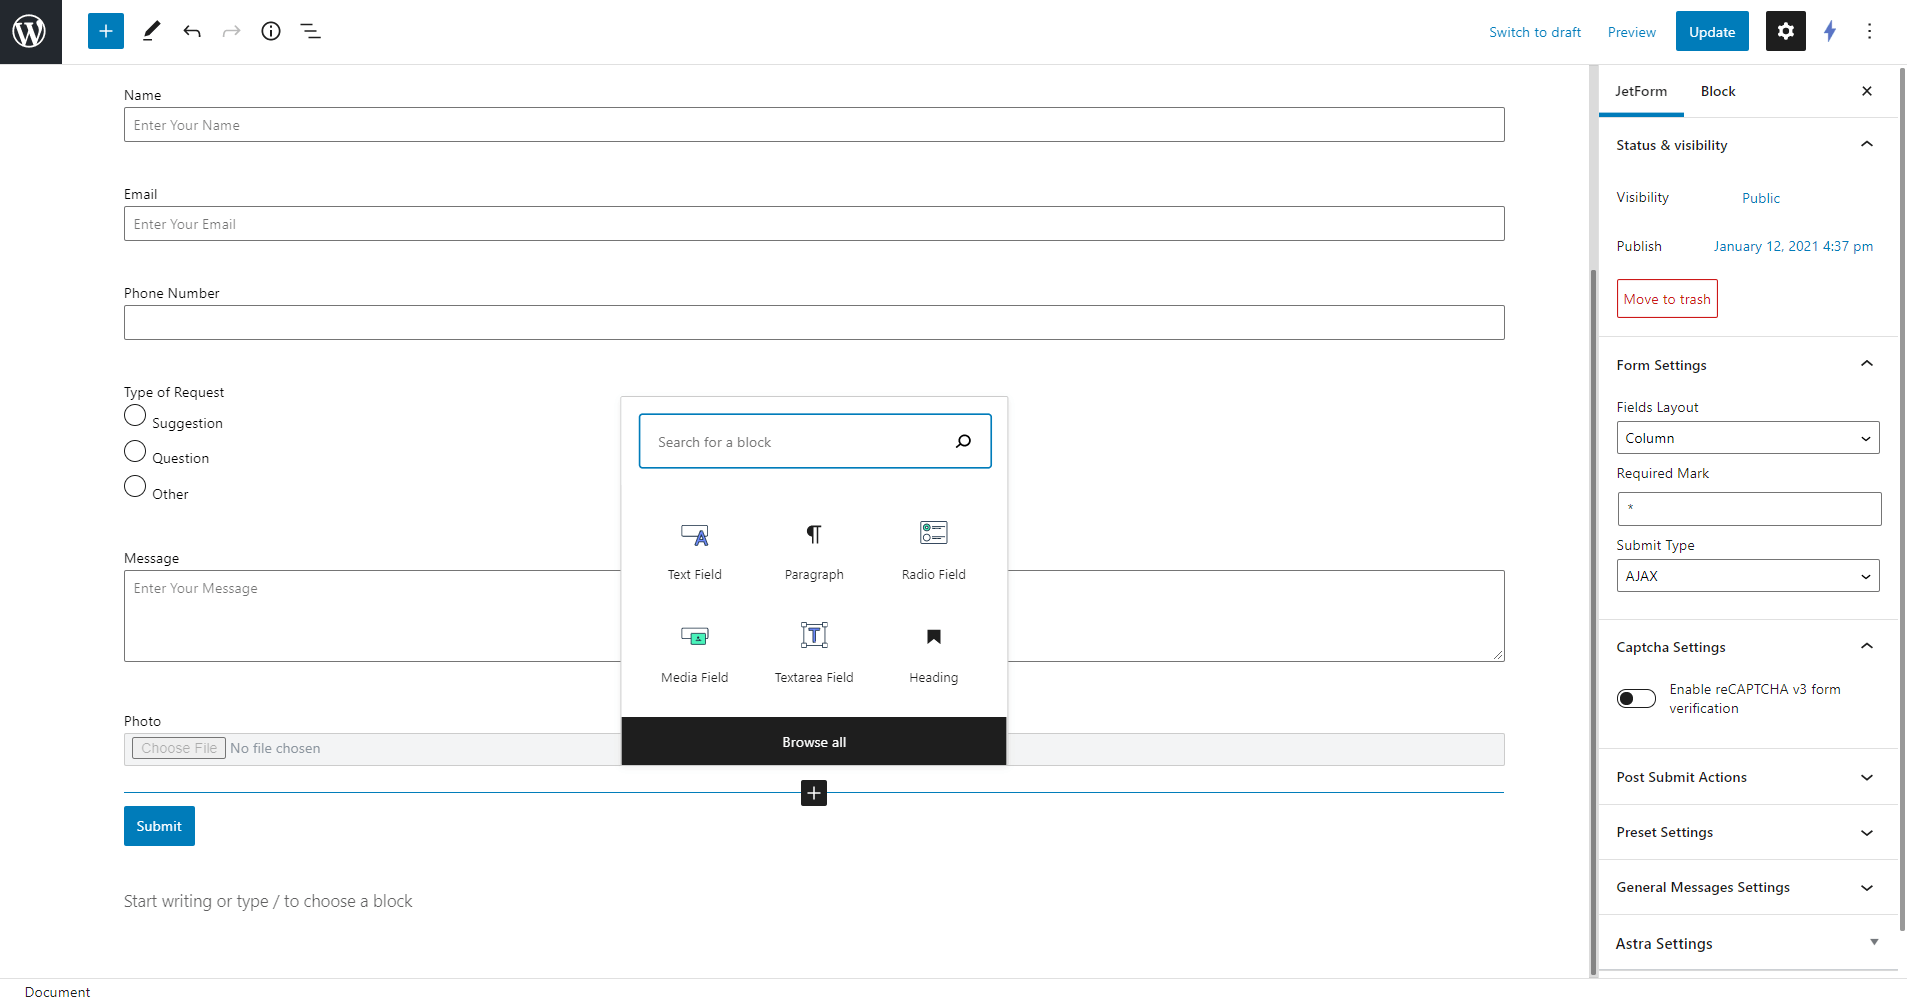 Switch to draft
Preview
Update
Name
Enter Your Name
Email
Enter Your Email
Phone Number
Type of Request
Suggestion
Question
Other
Message
Enter Your Message
Photo
Choose File No file chosen
Submit
Start writing or type / to choose a block
Search for a block
Text Field
Paragraph
Radio Field
Media Field
Textarea Field
Heading
Browse all
JetForm
Block
Status & visibility
Visibility
Public
Publish
January 12, 2021 4:37 pm
Move to trash
Form Settings
Fields Layout
Column
Required Mark
*
Submit Type
AJAX
Captcha Settings
Enable reCAPTCHA v3 form
verification
Post Submit Actions
Preset Settings
General Messages Settings
Astra Settings
Document